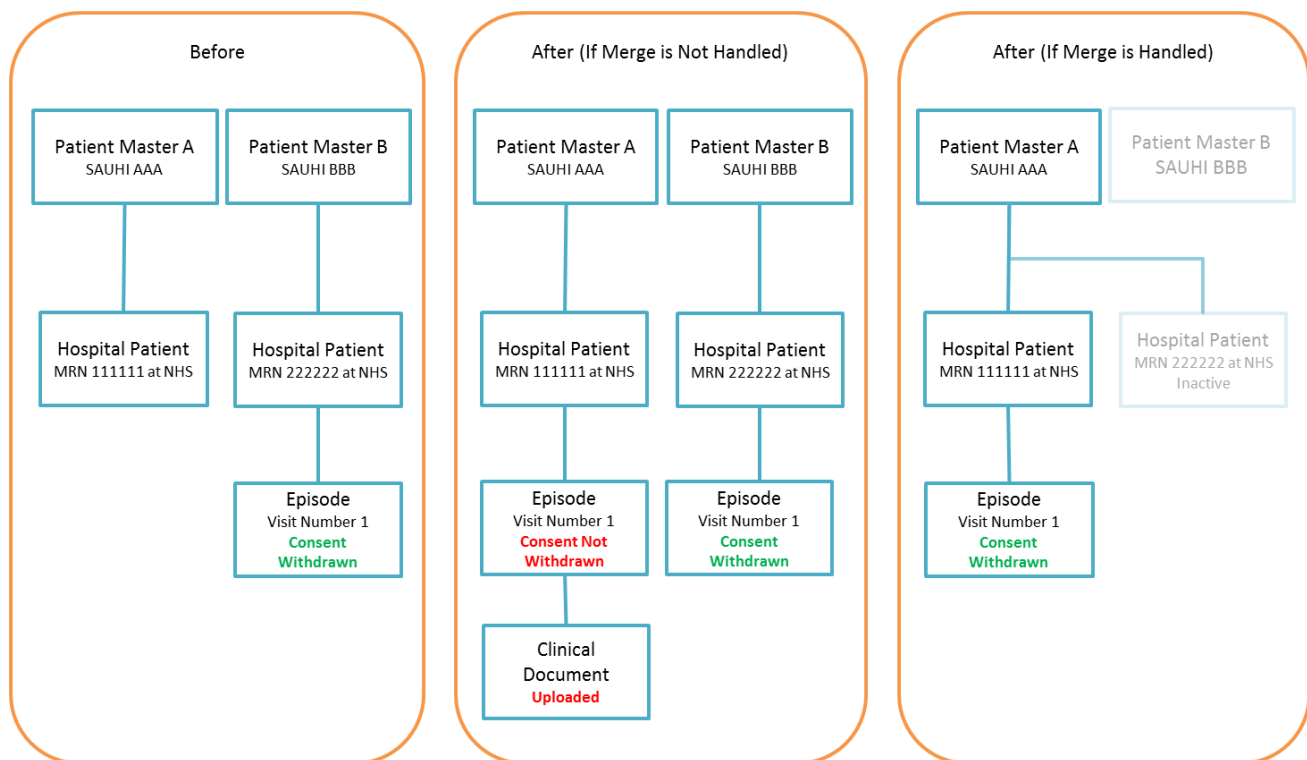 Before
Patient Master A
SAUHI AAA
Patient Master B
SAUHI BBB
Hospital Patient
MRN 111111 at NHS
Hospital Patient
MRN 222222 at NHS
Episode
Visit Number 1
Consent
Withdrawn
After (If Merge is Not Handled)
Patient Master A
SAUHI AAA
Patient Master B
SAUHI BBB
Hospital Patient
MRN 111111 at NHS
Hospital Patient
MRN 222222 at NHS
Episode
Visit Number 1
Consent Not
Withdrawn
Episode
Visit Number 1
Consent
Withdrawn
Clinical
Document
Uploaded
After (If Merge is Handled)
Patient Master A
SAUHI AAA
Patient Master B
SAUHI BBB
Hospital Patient
MRN 111111 at NHS
Hospital Patient
MRN 222222 at NHS
Inactive
Episode
Visit Number 1
Consent
Withdrawn